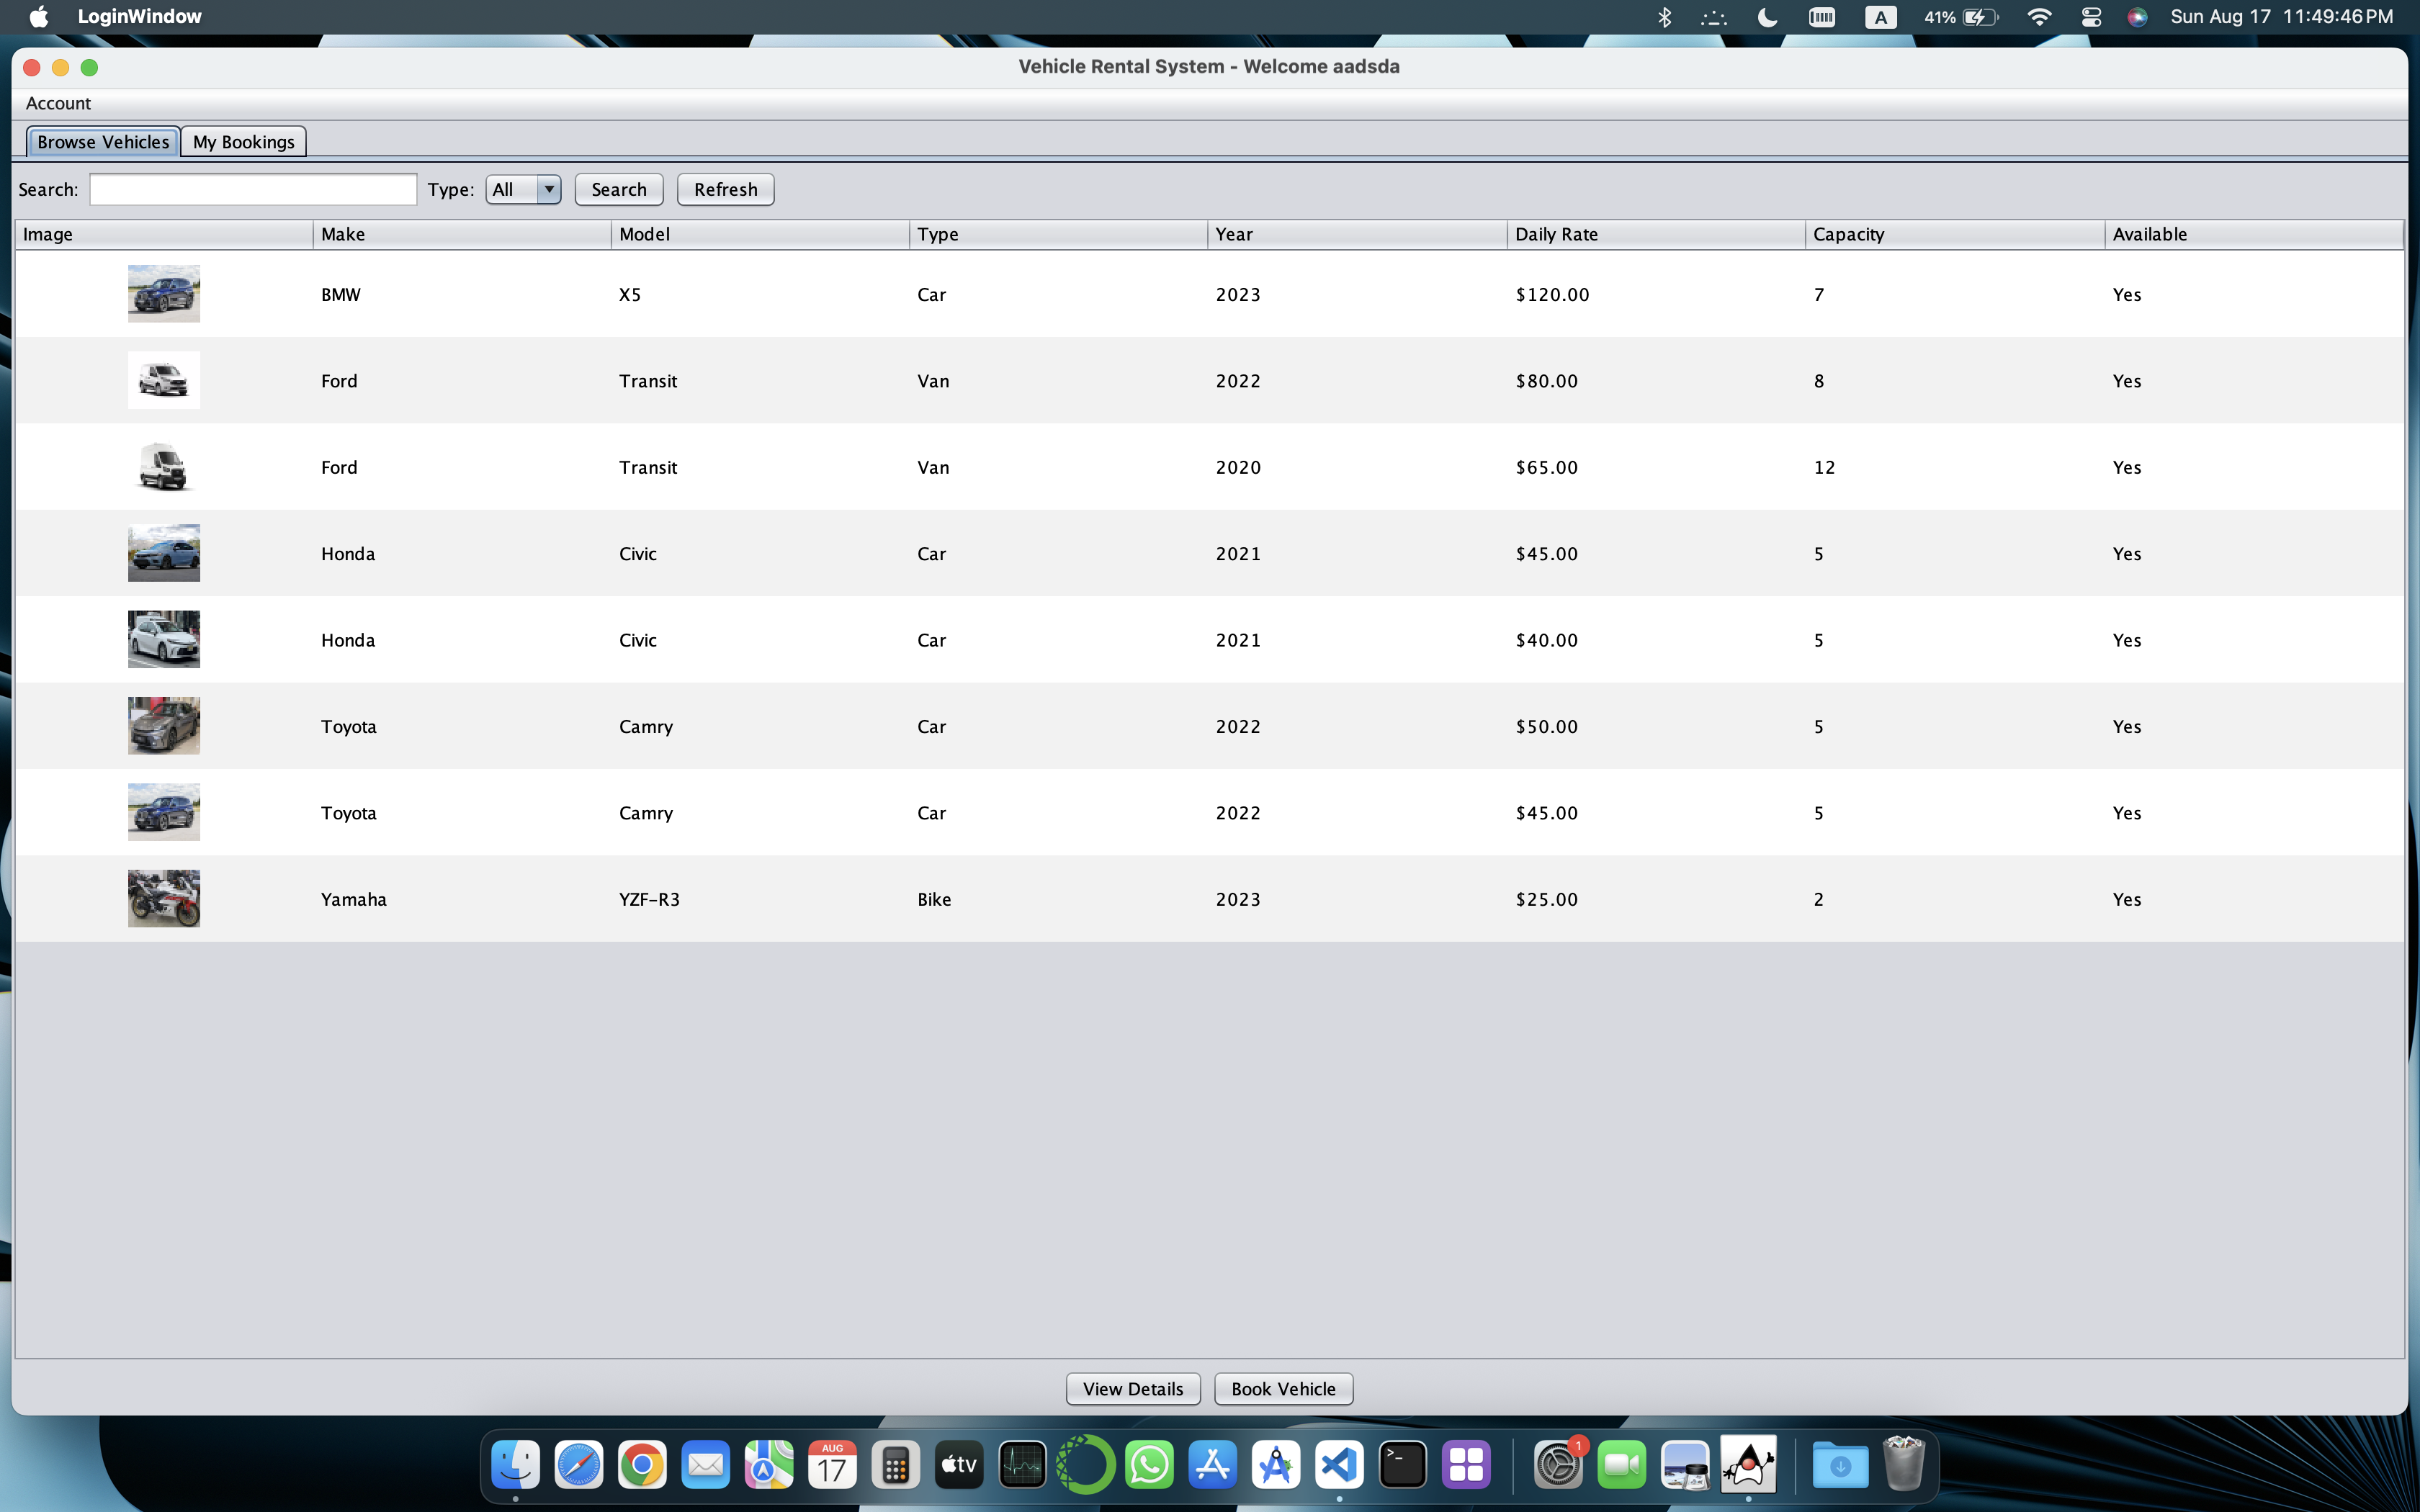 LoginWindow A 41% Sun Aug 17 11:49:46 PM
Vehicle Rental System - Welcome aadsda
Account
Browse Vehicles My Bookings
Search: Type: All Search Refresh
Image Make Model Type Year Daily Rate Capacity Available
BMW X5 Car 2023 $120.00 7 Yes
Ford Transit Van 2022 $80.00 8 Yes
Ford Transit Van 2020 $65.00 12 Yes
Honda Civic Car 2021 $45.00 5 Yes
Honda Civic Car 2021 $40.00 5 Yes
Toyota Camry Car 2022 $50.00 5 Yes
Toyota Camry Car 2022 $45.00 5 Yes
Yamaha YZF-R3 Bike 2023 $25.00 2 Yes
View Details Book Vehicle
AUG 17 tv >_ 1